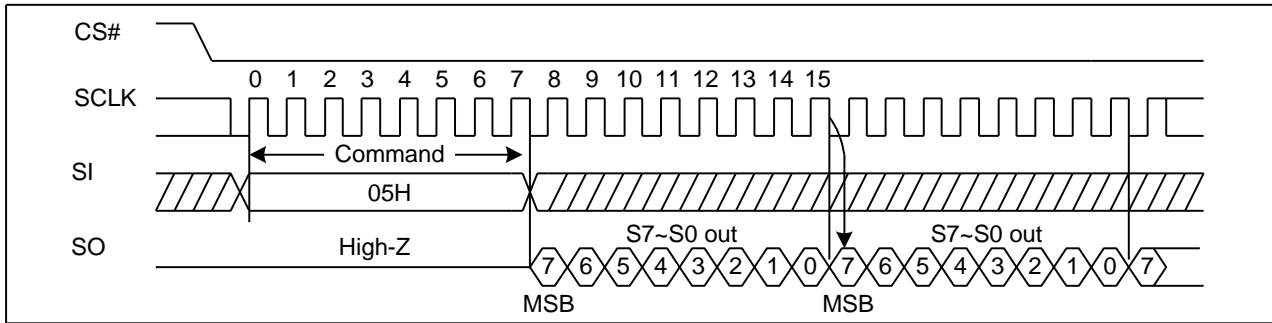 CS#
0 1 2 3 4 5 6 7 8 9 10 11 12 13 14 15
SCLK
Command
SI
05H
S7~S0 out S7~S0 out
SO
High-Z
7 6 5 4 3 2 1 0 7 6 5 4 3 2 1 0 7
MSB MSB